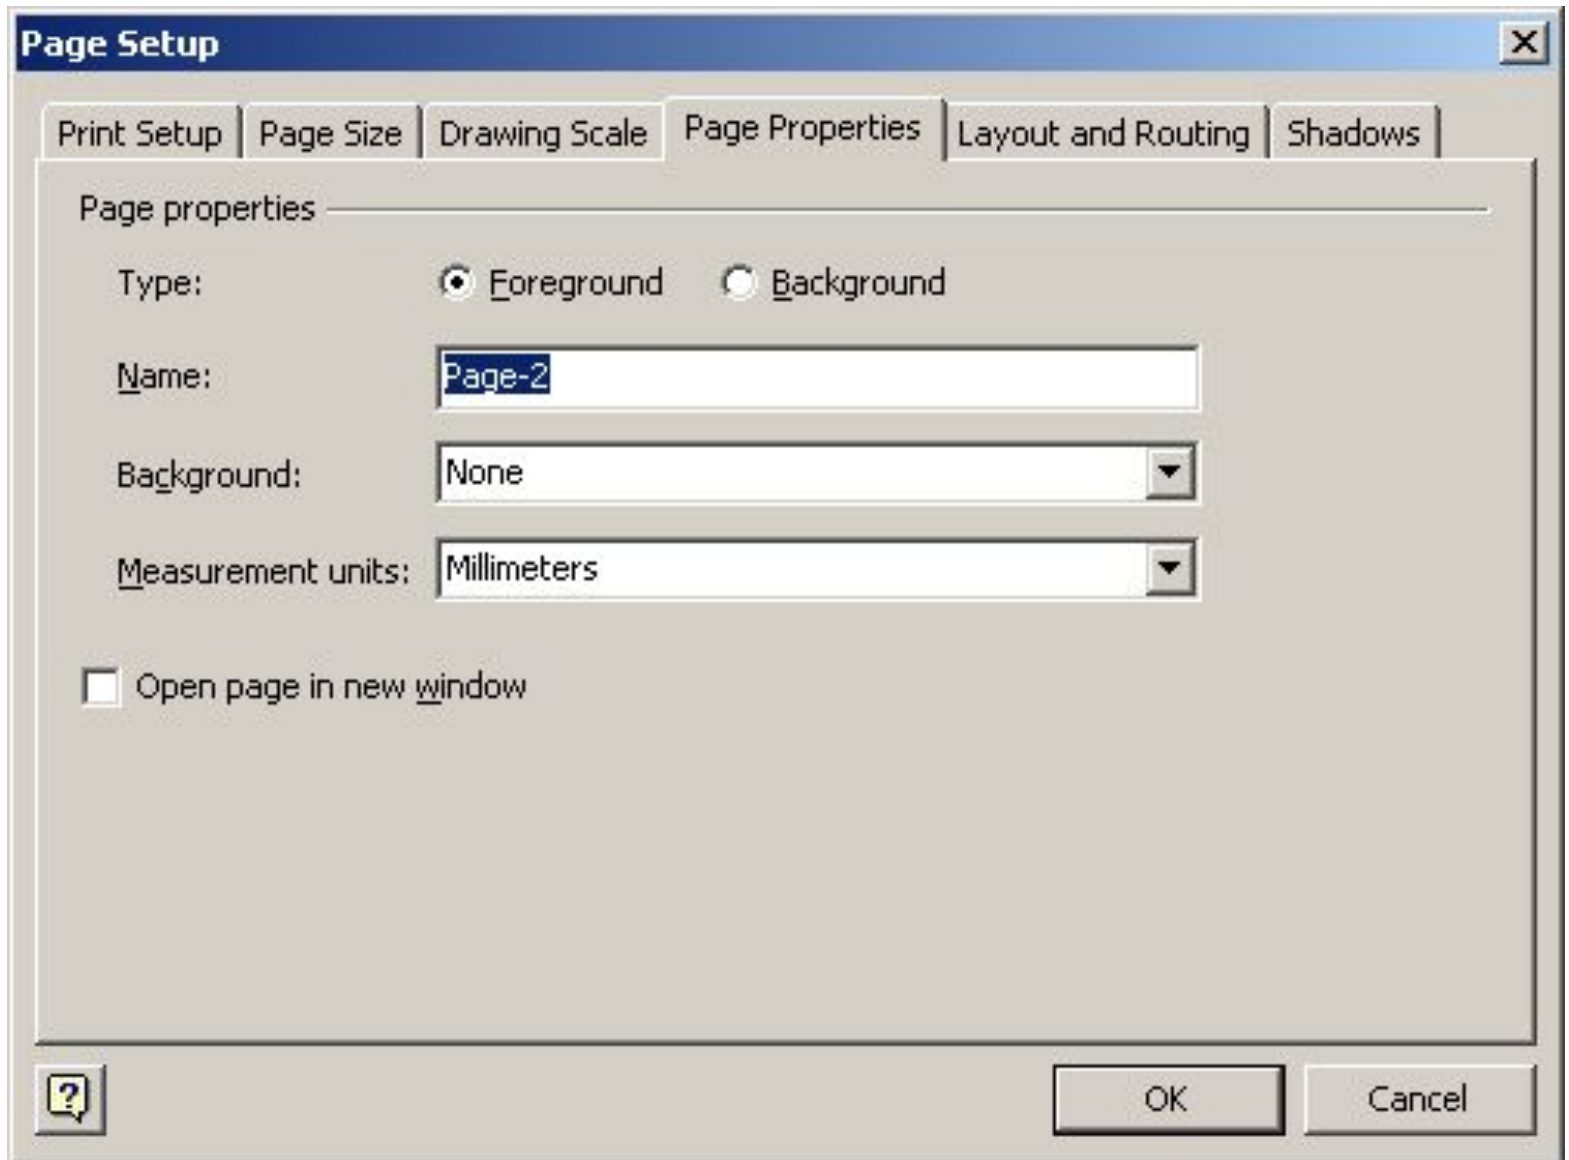 Page Setup
Print Setup Page Size Drawing Scale Page Properties Layout and Routing Shadows
Page properties
Type: Foreground Background
Name: Page-2
Background: None
Measurement units: Millimeters
Open page in new window
? OK Cancel